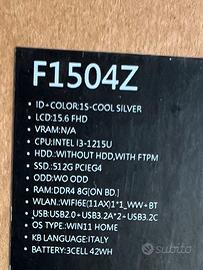 F1504Z
• ID+COLOR:1S-COOL SILVER
• LCD:15.6 FHD
• VRAM:N/A
• CPU:INTEL I3-1215U
• HDD.:WITHOUT HDD,WITH FTPM
• SSD.:512G PCIEG4
• ODD:WO ODD
• RAM:DDR4 8G[ON BD.]
• WLAN.:WIFI6E(11AX)1*1_WW+BT
• USB:USB2.0+USB3.2A*2+USB3.2C
• OS TYPE.:WIN11 HOME
• KB LANGUAGE:ITALY
• BATTERY:3CELL 42WH
subito